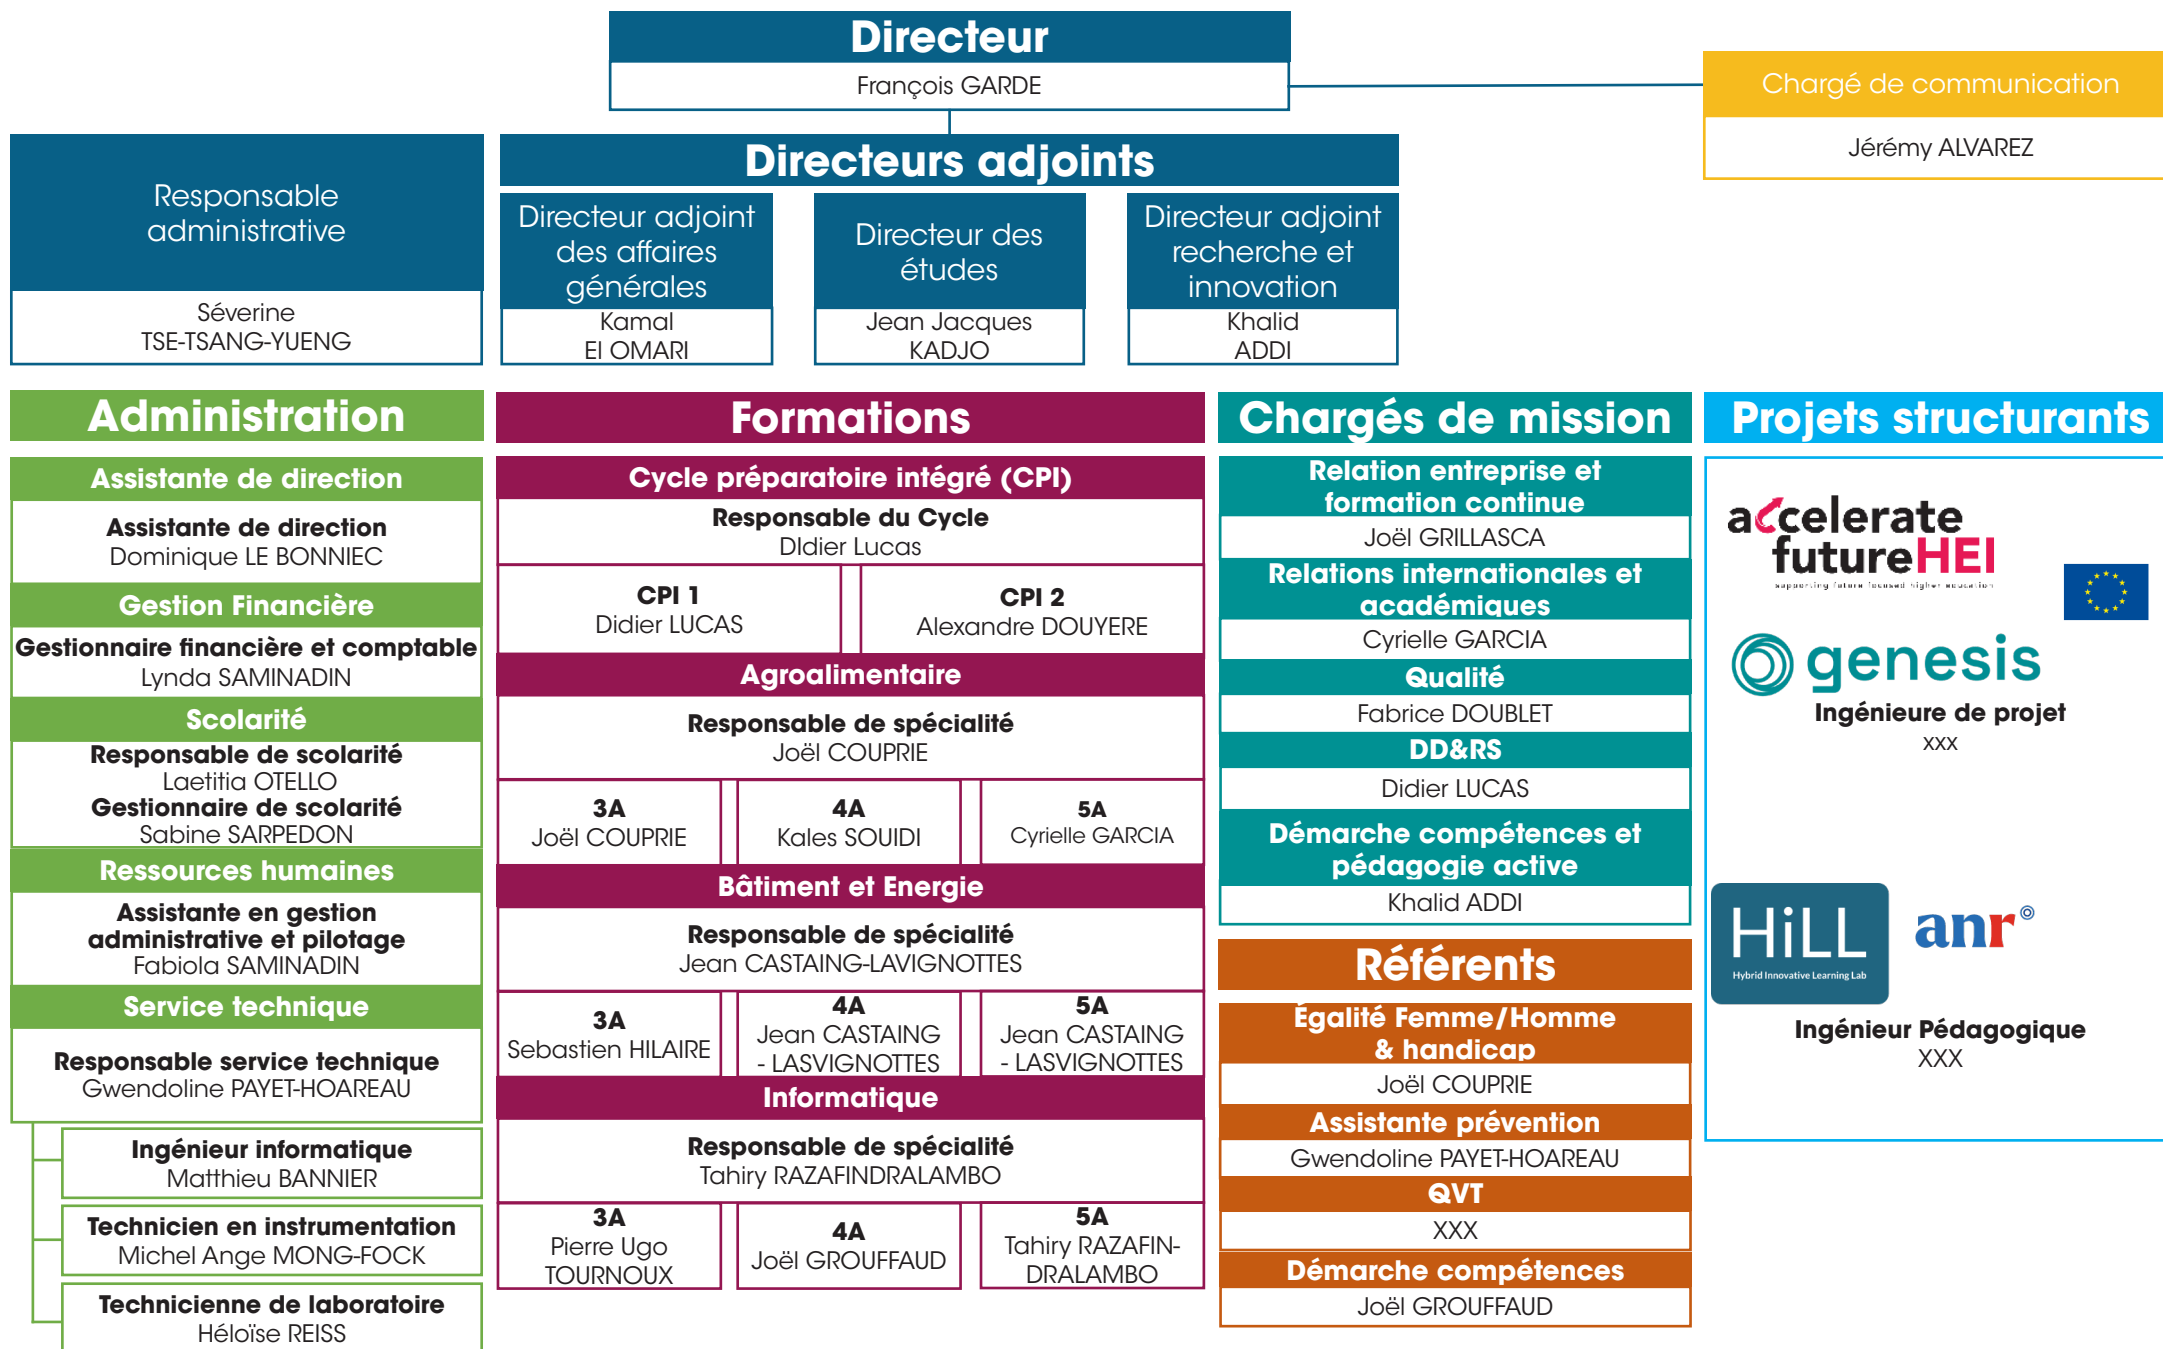 Directeur
François GARDE
Chargé de communication
Jérémy ALVAREZ
Responsable
administrative
Séverine
TSE-TSANG-YUENG
Directeurs adjoints
Directeur adjoint
des affaires
générales
Kamal
El OMARI
Directeur des
études
Jean Jacques
KADJO
Directeur adjoint
recherche et
innovation
Khalid
ADDI
Administration
Assistante de direction
Assistante de direction
Dominique LE BONNIEC
Gestion Financière
Gestionnaire financière et comptable
Lynda SAMINADIN
Scolarité
Responsable de scolarité
Laetitia OTELLO
Gestionnaire de scolarité
Sabine SARPEDON
Ressources humaines
Assistante en gestion
administrative et pilotage
Fabiola SAMINADIN
Service technique
Responsable service technique
Gwendoline PAYET-HOAREAU
Ingénieur informatique
Matthieu BANNIER
Technicien en instrumentation
Michel Ange MONG-FOCK
Technicienne de laboratoire
Héloïse REISS
Formations
Cycle préparatoire intégré (CPI)
Responsable du Cycle
DIdier Lucas
CPI 1
Didier LUCAS
CPI 2
Alexandre DOUYERE
Agroalimentaire
Responsable de spécialité
Joël COUPRIE
3A
Joël COUPRIE
4A
Kales SOUIDI
5A
Cyrielle GARCIA
Bâtiment et Energie
Responsable de spécialité
Jean CASTAING-LAVIGNOTTES
3A
Sebastien HILAIRE
4A
Jean CASTAING
- LASVIGNOTTES
5A
Jean CASTAING
- LASVIGNOTTES
Informatique
Responsable de spécialité
Tahiry RAZAFINDRALAMBO
3A
Pierre Ugo
TOURNOUX
4A
Joël GROUFFAUD
5A
Tahiry RAZAFIN-
DRALAMBO
Chargés de mission
Relation entreprise et
formation continue
Joël GRILLASCA
Relations internationales et
académiques
Cyrielle GARCIA
Qualité
Fabrice DOUBLET
DD&RS
Didier LUCAS
Démarche compétences et
pédagogie active
Khalid ADDI
Référents
Égalité Femme/Homme
& handicap
Joël COUPRIE
Assistante prévention
Gwendoline PAYET-HOAREAU
QVT
XXX
Démarche compétences
Joël GROUFFAUD
Projets structurants
accelerate
futureHEI
supporting future focused higher education
genesis
Ingénieure de projet
xxx
HiLL
Hybrid Innovative Learning Lab
anr
Ingénieur Pédagogique
XXX